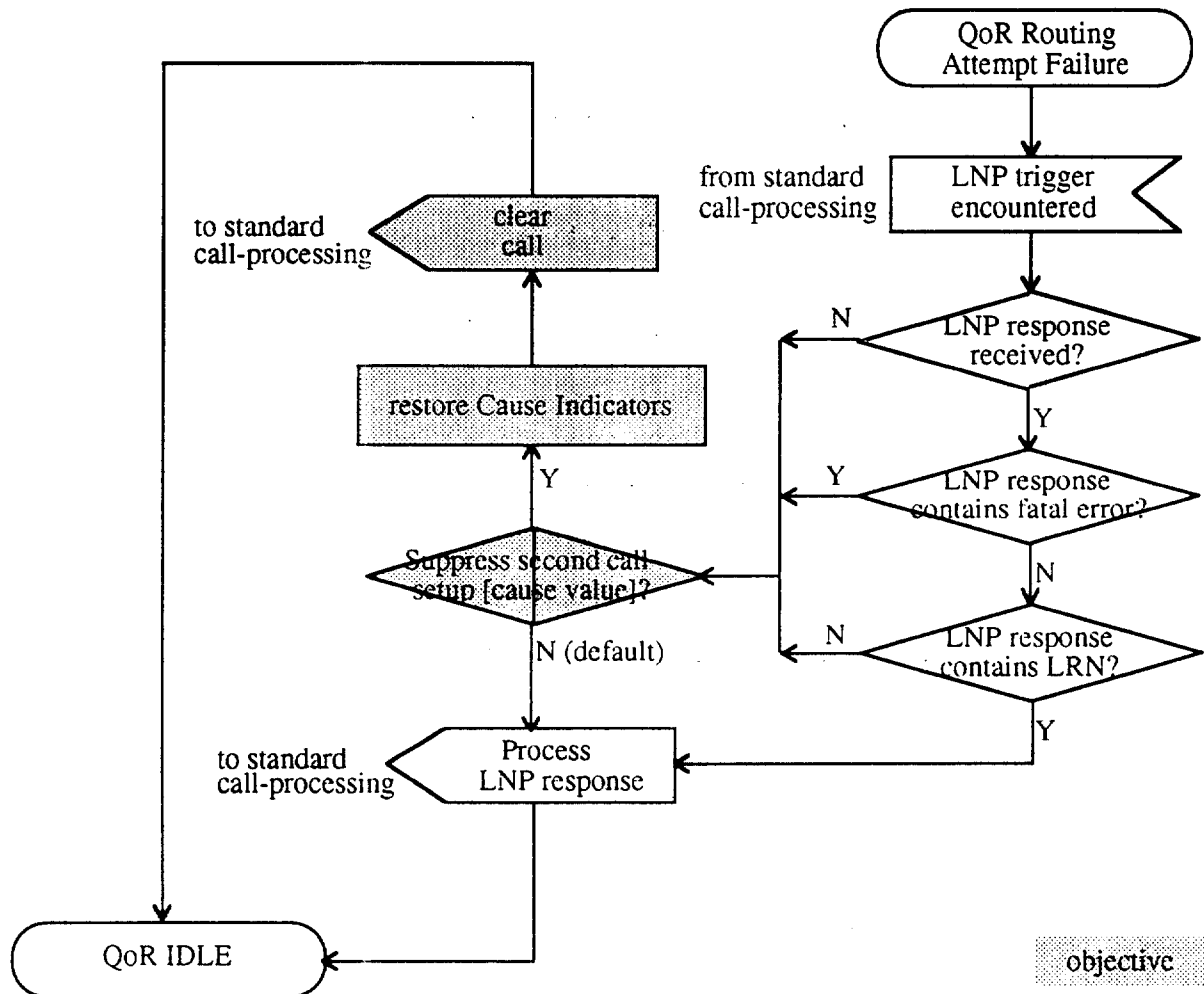 QoR Routing
Attempt Failure
from standard
call-processing
LNP trigger
encountered
to standard
call-processing
clear
call
N
LNP response
received?
restore Cause Indicators
Y
Y
Y
LNP response
contains fatal error?
Suppress second call
setup [cause value]?
N
N (default)
N
LNP response
contains LRN?
Y
to standard
call-processing
Process
LNP response
QoR IDLE
objective